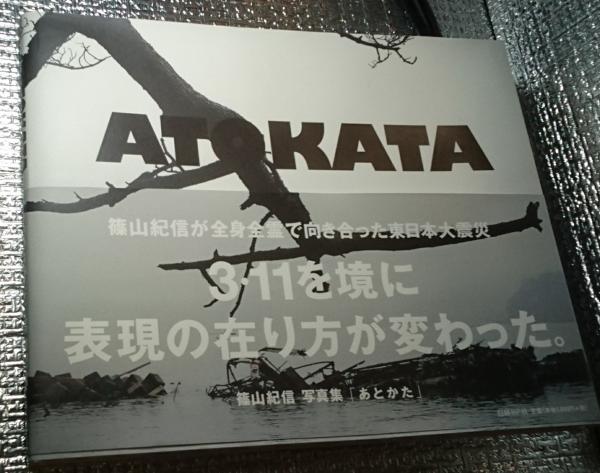 ATOKATA
篠山紀信が全身全霊で向き合った東日本大震災
3・11を境に
表現の在り方が変わった。
篠山紀信 写真集「あとかた」